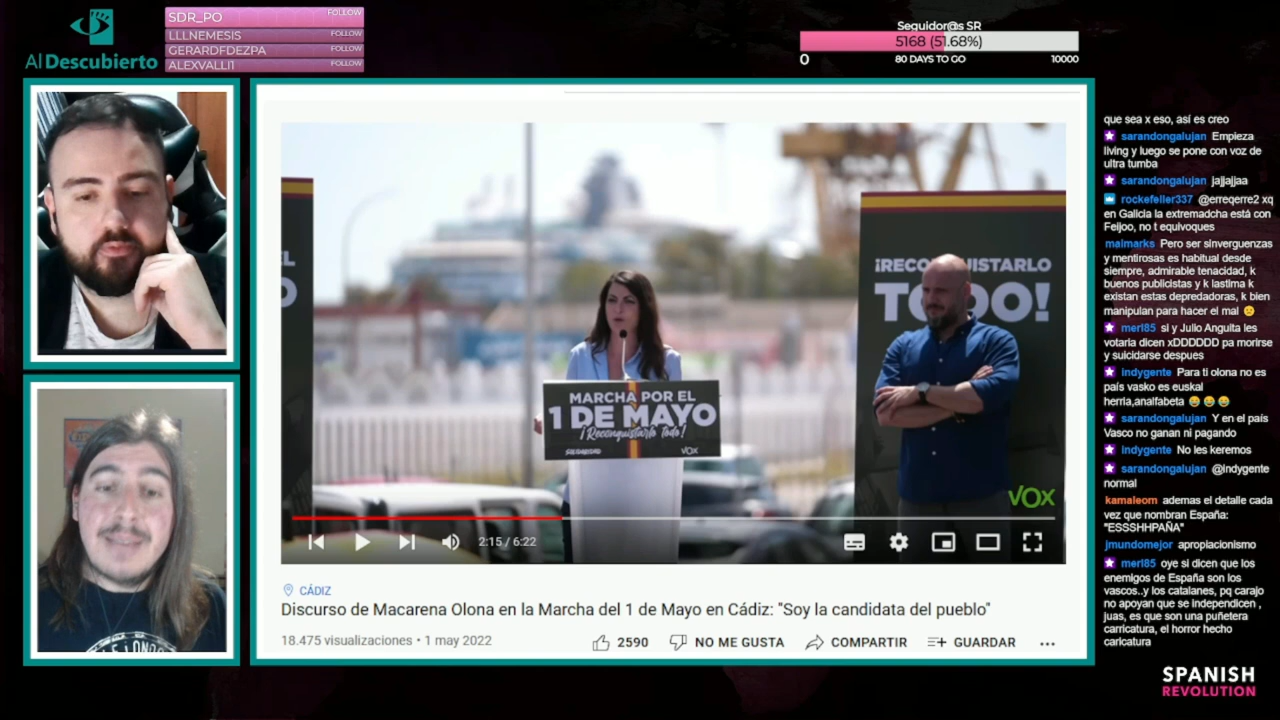 Al Descubierto
SDR_PO FOLLOW
LLLNEMESIS FOLLOW
GERARDFDEZPA FOLLOW
ALEXVALLI1 FOLLOW
Seguidor@s SR
5168 (51.68%)
0 80 DAYS TO GO 10000
¡RECONQUISTARLO
TODO!
MARCHA POR EL
1 DE MAYO
¡Reconquistarlo Todo!
SOLIDARIDAD VOX
VOX
2:15 / 6:22
CÁDIZ
Discurso de Macarena Olona en la Marcha del 1 de Mayo en Cádiz: "Soy la candidata del pueblo"
18.475 visualizaciones • 1 may 2022
2590 NO ME GUSTA COMPARTIR GUARDAR
que sea x eso, así es creo
sarandongalujan Empieza
living y luego se pone con voz de
ultra tumba
sarandongalujan jajjajjaa
rockefeller337 @erreqerre2 xq
en Galicia la extremadcha está con
Feijoo, no t equivoques
malmarks Pero ser sinverguenzas
y mentirosas es habitual desde
siempre, admirable tenacidad, k
buenos publicistas y k lastima k
existan estas depredadoras, k bien
manipulan para hacer el mal
meri85 si y Julio Anguita les
votaria dicen xDDDDDD pa morirse
y suicidarse despues
indygente Para ti olona no es
país vasko es euskal
herria,analfabeta
sarandongalujan Y en el país
Vasco no ganan ni pagando
indygente No les keremos
sarandongalujan @indygente
normal
kamaleom ademas el detalle cada
vez que nombran España:
"ESSSHHPAÑA"
jmundomejor apropiacionismo
meri85 oye si dicen que los
enemigos de España son los
vascos..y los catalanes, pq carajo
no apoyan que se independicen ,
juas, es que son una puñetera
carricatura, el horror hecho
caricatura
SPANISH
REVOLUTION